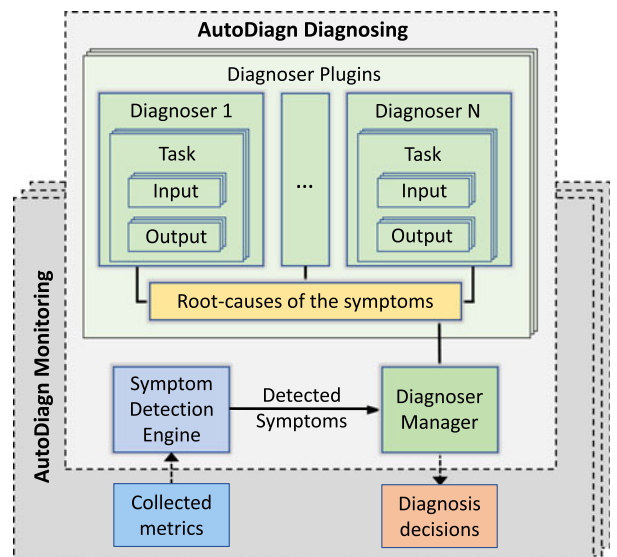 AutoDiagn Diagnosing
Diagnoser Plugins
Diagnoser 1
Task
Input
Output
...
Diagnoser N
Task
Input
Output
Root-causes of the symptoms
AutoDiagn Monitoring
Symptom
Detection
Engine
Detected
Symptoms
Diagnoser
Manager
Collected
metrics
Diagnosis
decisions